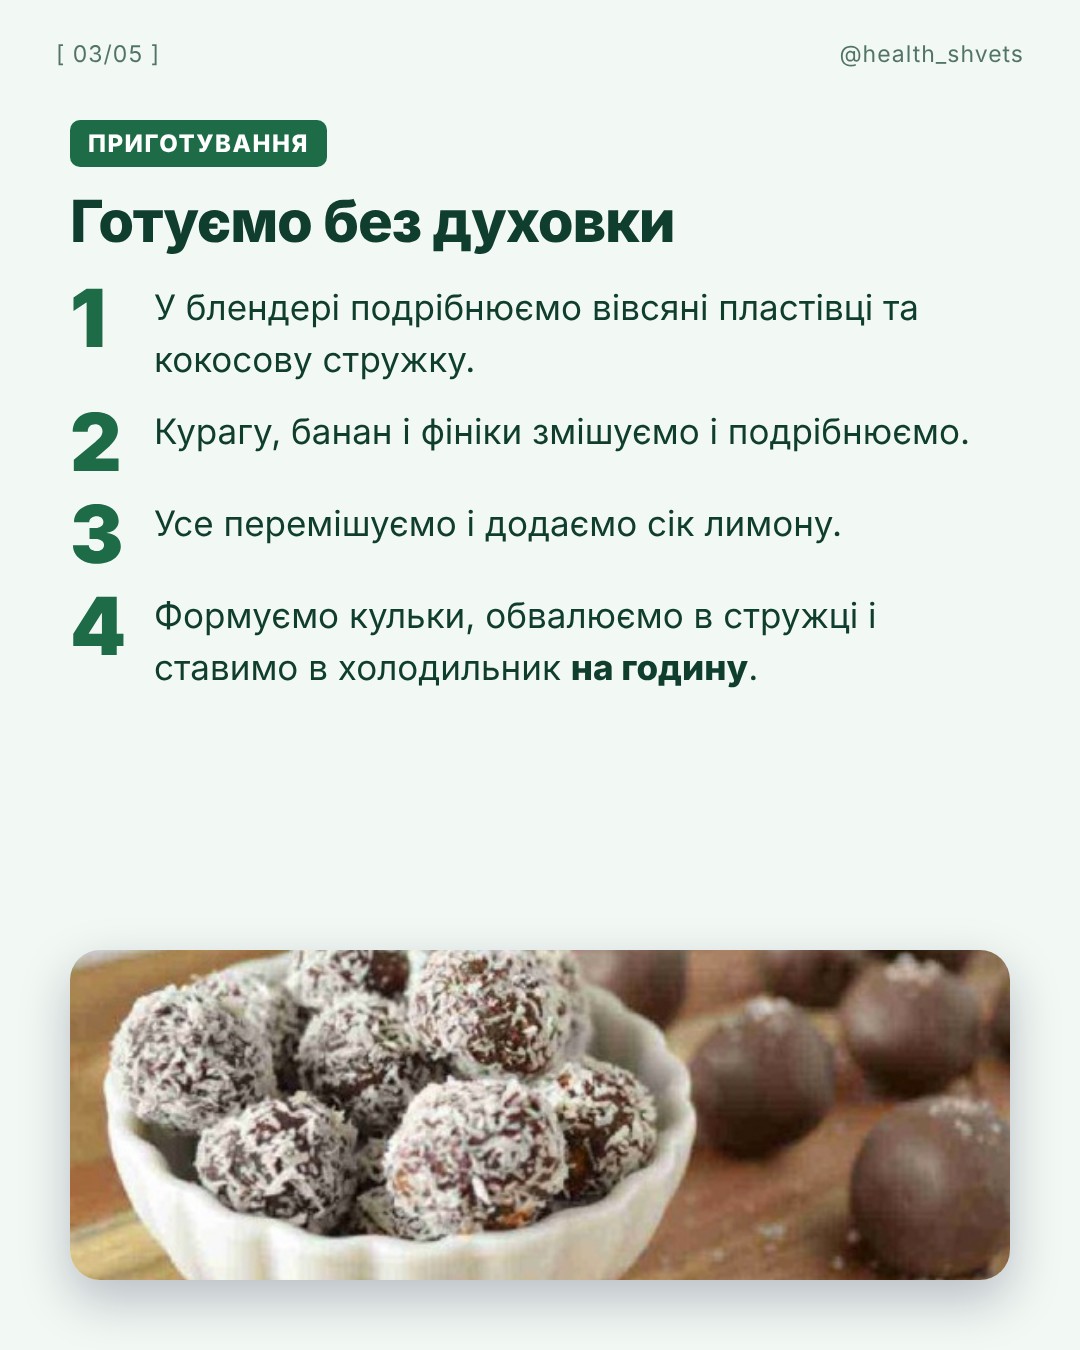 [ 03/05 ]
@health_shvets
ПРИГОТУВАННЯ
Готуємо без духовки
1 У блендері подрібнюємо вівсяні пластівці та
кокосову стружку.
2 Курагу, банан і фініки змішуємо і подрібнюємо.
3 Усе перемішуємо і додаємо сік лимону.
4 Формуємо кульки, обвалюємо в стружці і
ставимо в холодильник на годину.